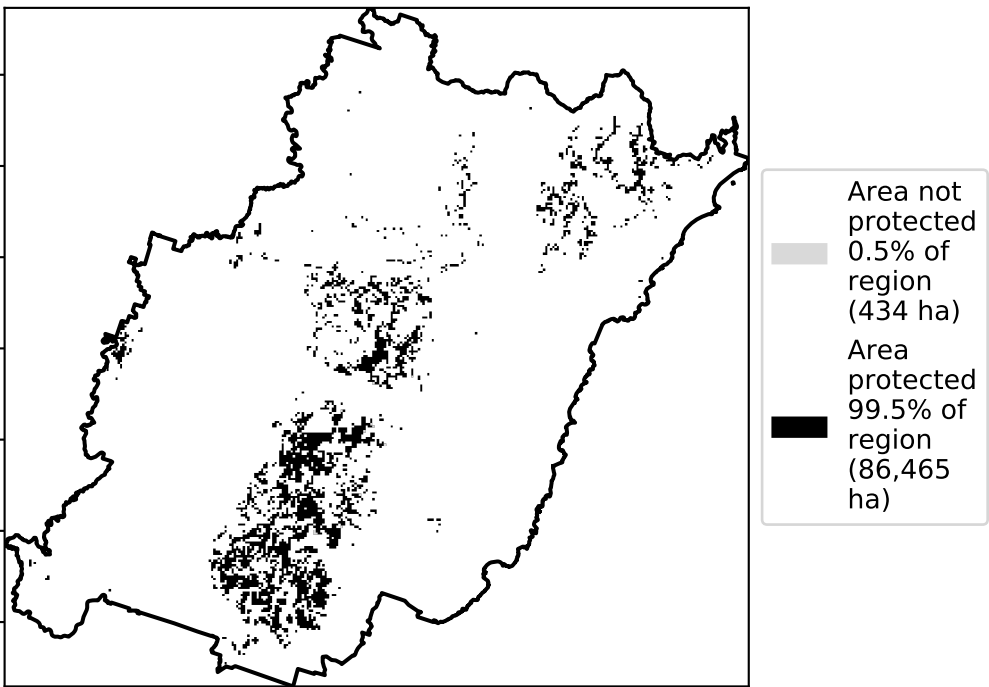 Area not
protected
0.5% of
region
(434 ha)
Area
protected
99.5% of
region
(86,465
ha)